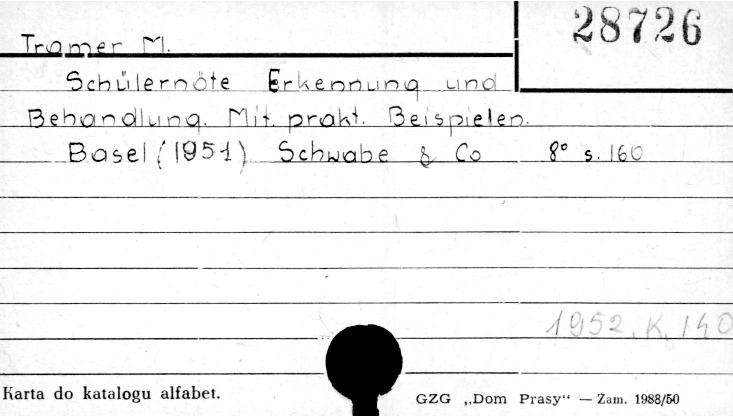 28726
Tramer M.
Schülernöte Erkennung und
Behandlung. Mit. prakt. Beispielen.
Basel (1951) Schwabe & Co 8° s. 160
1952. K. 140
Karta do katalogu alfabet.
GZG „Dom Prasy“ — Zam. 1988/50